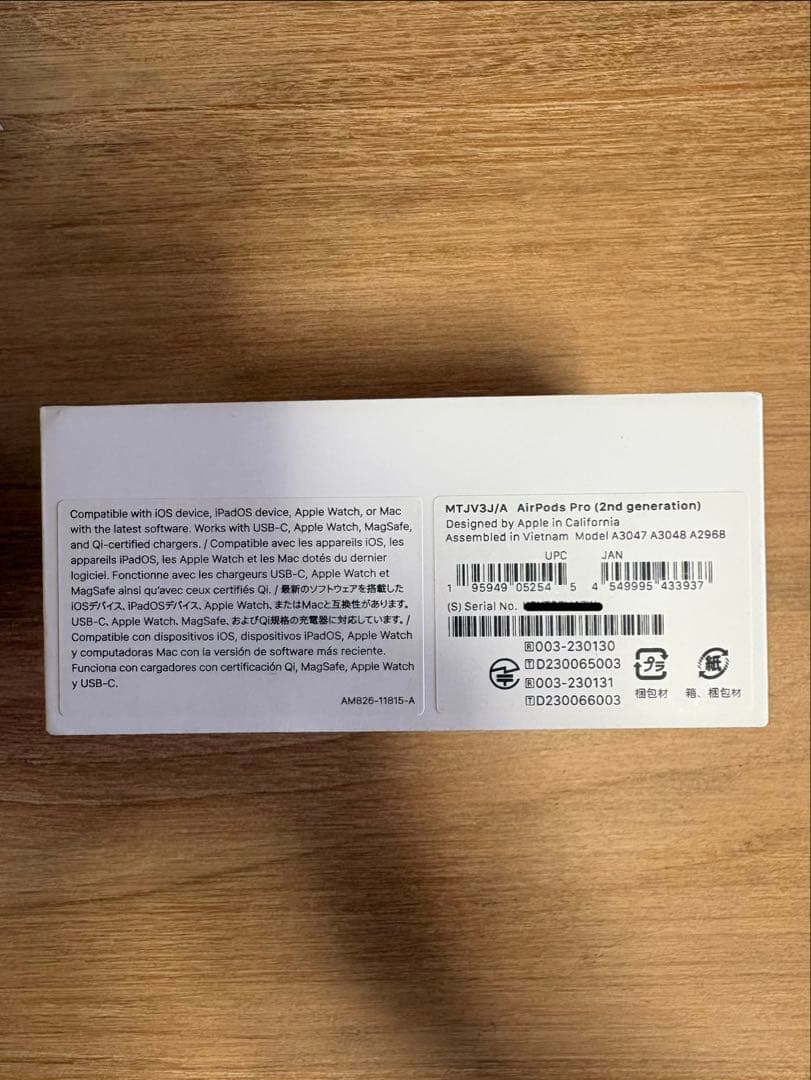 Compatible with iOS device, iPadOS device, Apple Watch, or Mac
with the latest software. Works with USB-C, Apple Watch, MagSafe,
and Qi-certified chargers. / Compatible avec les appareils iOS, les
appareils iPadOS, les Apple Watch et les Mac dotés du dernier
logiciel. Fonctionne avec les chargeurs USB-C, Apple Watch et
MagSafe ainsi qu'avec ceux certifiés Qi. / 最新のソフトウェアを搭載した
iOSデバイス、iPadOSデバイス、Apple Watch、またはMacと互換性があります。
USB-C、Apple Watch、MagSafe、およびQi規格の充電器に対応しています。/
Compatible con dispositivos iOS, dispositivos iPadOS, Apple Watch
y computadoras Mac con la versión de software más reciente.
Funciona con cargadores con certificación Qi, MagSafe, Apple Watch
y USB-C.
AM826-11815-A
MTJV3J/A AirPods Pro (2nd generation)
Designed by Apple in California
Assembled in Vietnam Model A3047 A3048 A2968
UPC JAN
1 95949 05254 5 4 549995 433937
(S) Serial No.
R 003-230130
T D230065003
R 003-230131
T D230066003
プラ
梱包材
紙
箱、梱包材